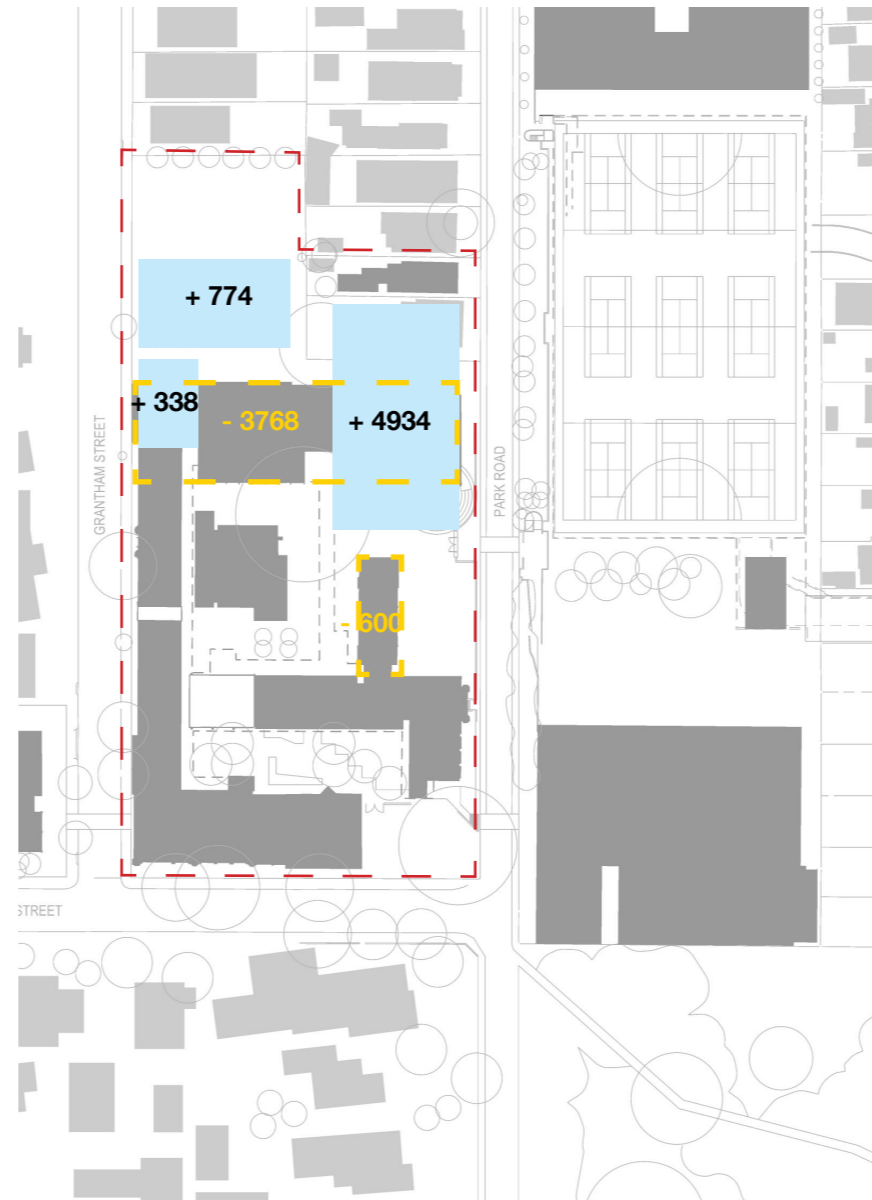 + 774
+ 338
- 3768
+ 4934
GRANTHAM STREET
PARK ROAD
- 600
STREET